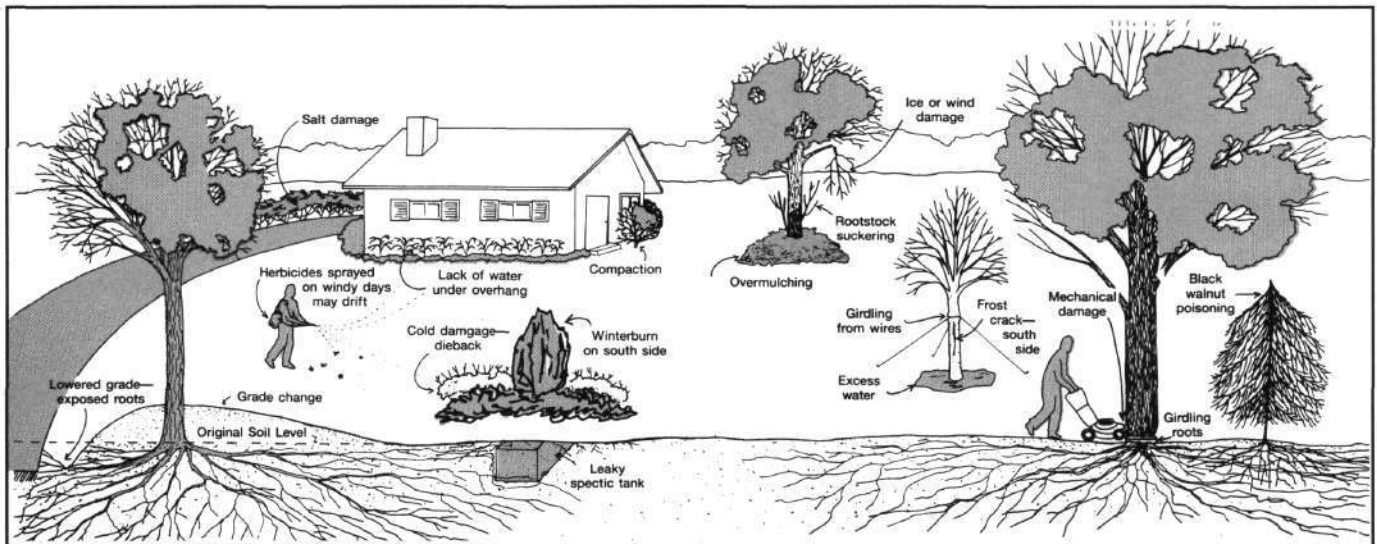 Salt damage
Ice or wind
damage
Rootstock
suckering
Herbicides sprayed
on windy days
may drift
Lack of water
under overhang
Compaction
Overmulching
Black
walnut
poisoning
Mechanical
damage
Girdling
from wires
Frost
crack—
south
side
Cold damgage—
dieback
Winterburn
on south side
Excess
water
Lowered grade—
exposed roots
Grade change
Original Soil Level
Girdling
roots
Leaky
spectic tank